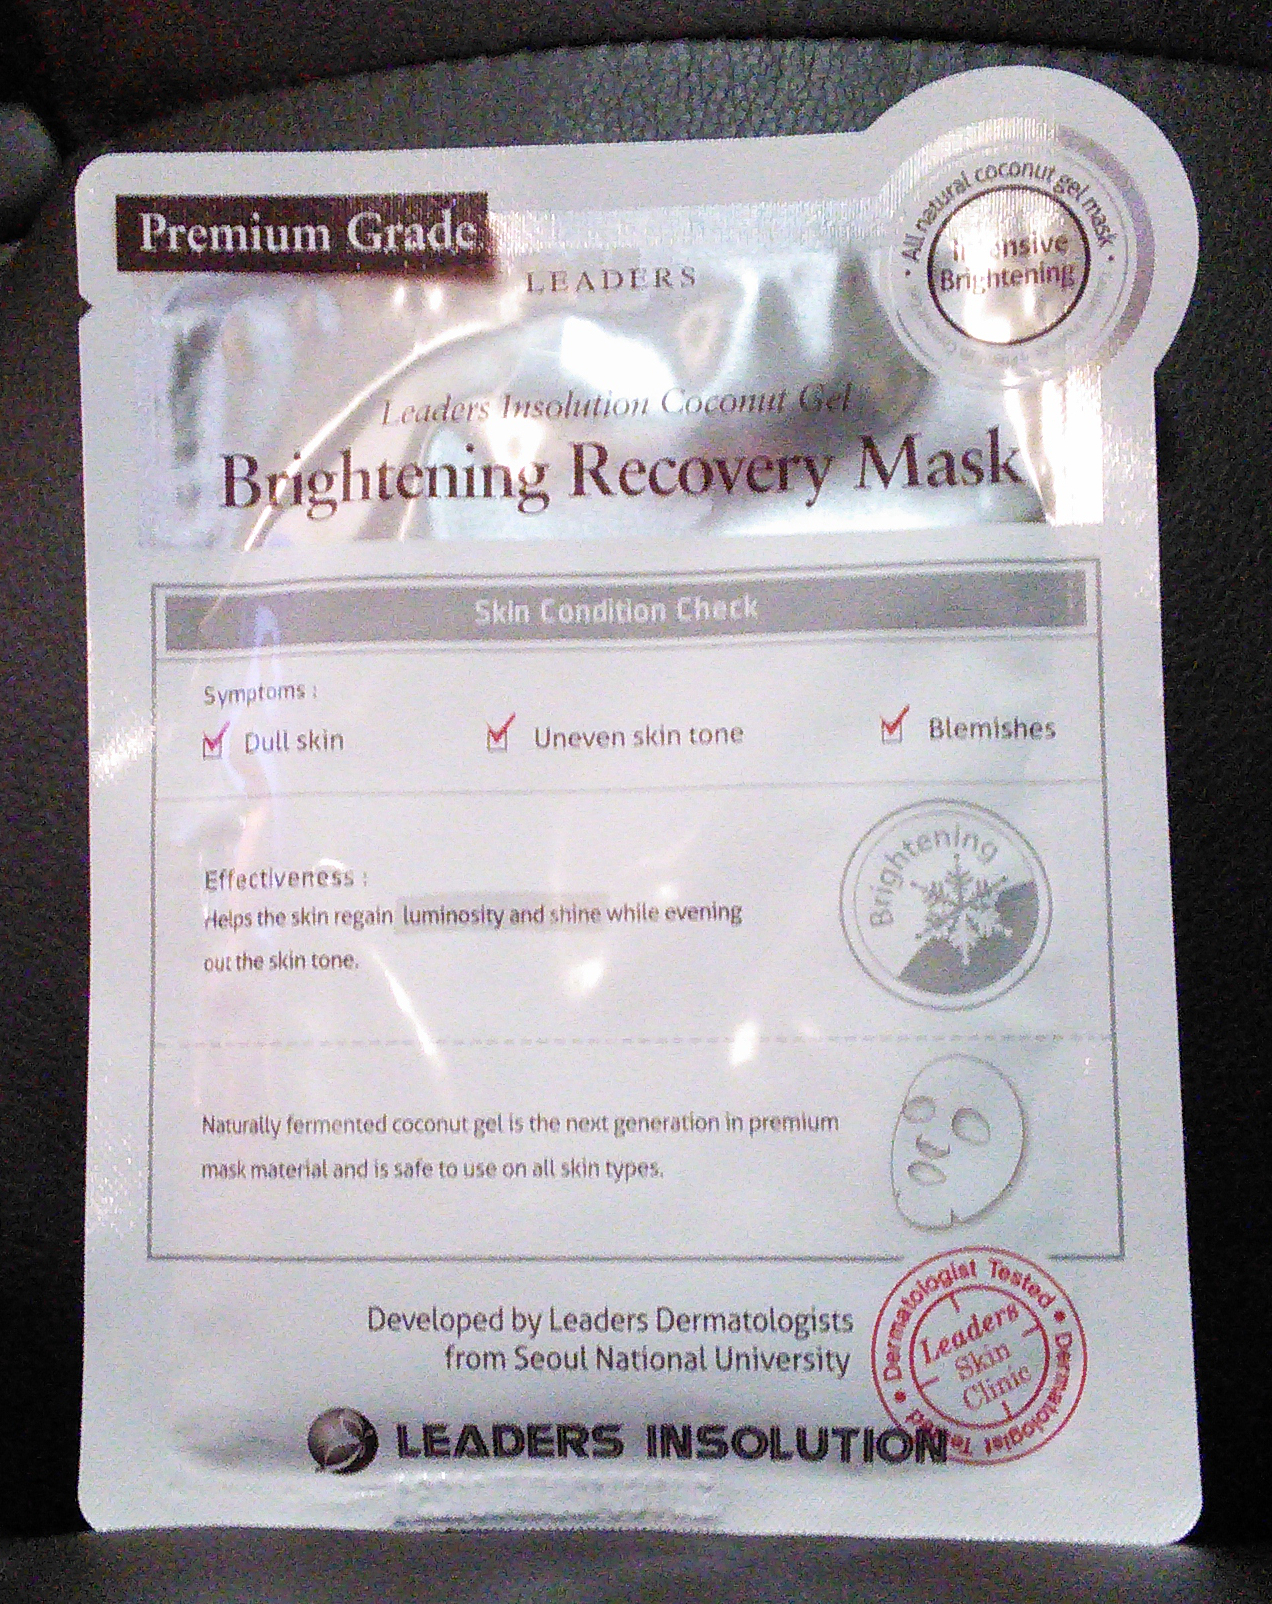 Premium Grade
LEADERS
• All natural coconut gel mask •
Brightening
Leaders Insolution Coconut Gel
Brightening Recovery Mask
Skin Condition Check
Symptoms :
Dull skin
Uneven skin tone
Blemishes
Effectiveness :
Helps the skin regain luminosity and shine while evening
out the skin tone.
Brightening
Naturally fermented coconut gel is the next generation in premium
mask material and is safe to use on all skin types.
Developed by Leaders Dermatologists
from Seoul National University
• Dermatologist Tested • Dermatologist Tested
Leaders
Skin
Clinic
LEADERS INSOLUTION